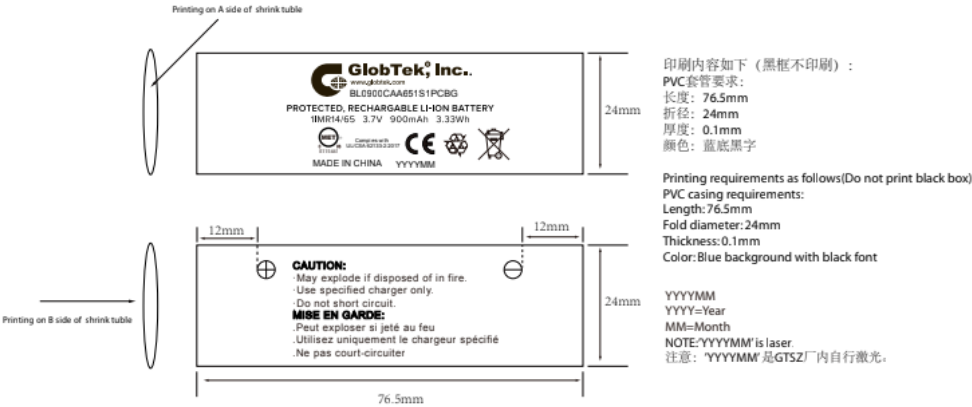 Printing on A side of shrink tuble
GlobTek, Inc.
www.globtek.com
BL0900CAA651S1PCBG
PROTECTED, RECHARGABLE LI-ION BATTERY
1IMR14/65 3.7V 900mAh 3.33Wh
MET
Complies with
UL/CSA 62133-2:2017
CE
MADE IN CHINA YYYYMM
24mm
印刷内容如下（黑框不印刷）：
PVC套管要求：
长度：76.5mm
折径：24mm
厚度：0.1mm
颜色：蓝底黑字
Printing requirements as follows(Do not print black box)
PVC casing requirements:
Length:76.5mm
Fold diameter:24mm
Thickness:0.1mm
Color:Blue background with black font
YYYYMM
YYYY=Year
MM=Month
NOTE:'YYYYMM' is laser.
注意：'YYYYMM' 是GTSZ厂内自行激光。
Printing on B side of shrink tuble
12mm
12mm
CAUTION:
·May explode if disposed of in fire.
·Use specified charger only.
·Do not short circuit.
MISE EN GARDE:
.Peut exploser si jeté au feu
.Utilisez uniquement le chargeur spécifié
.Ne pas court-circuiter
24mm
76.5mm